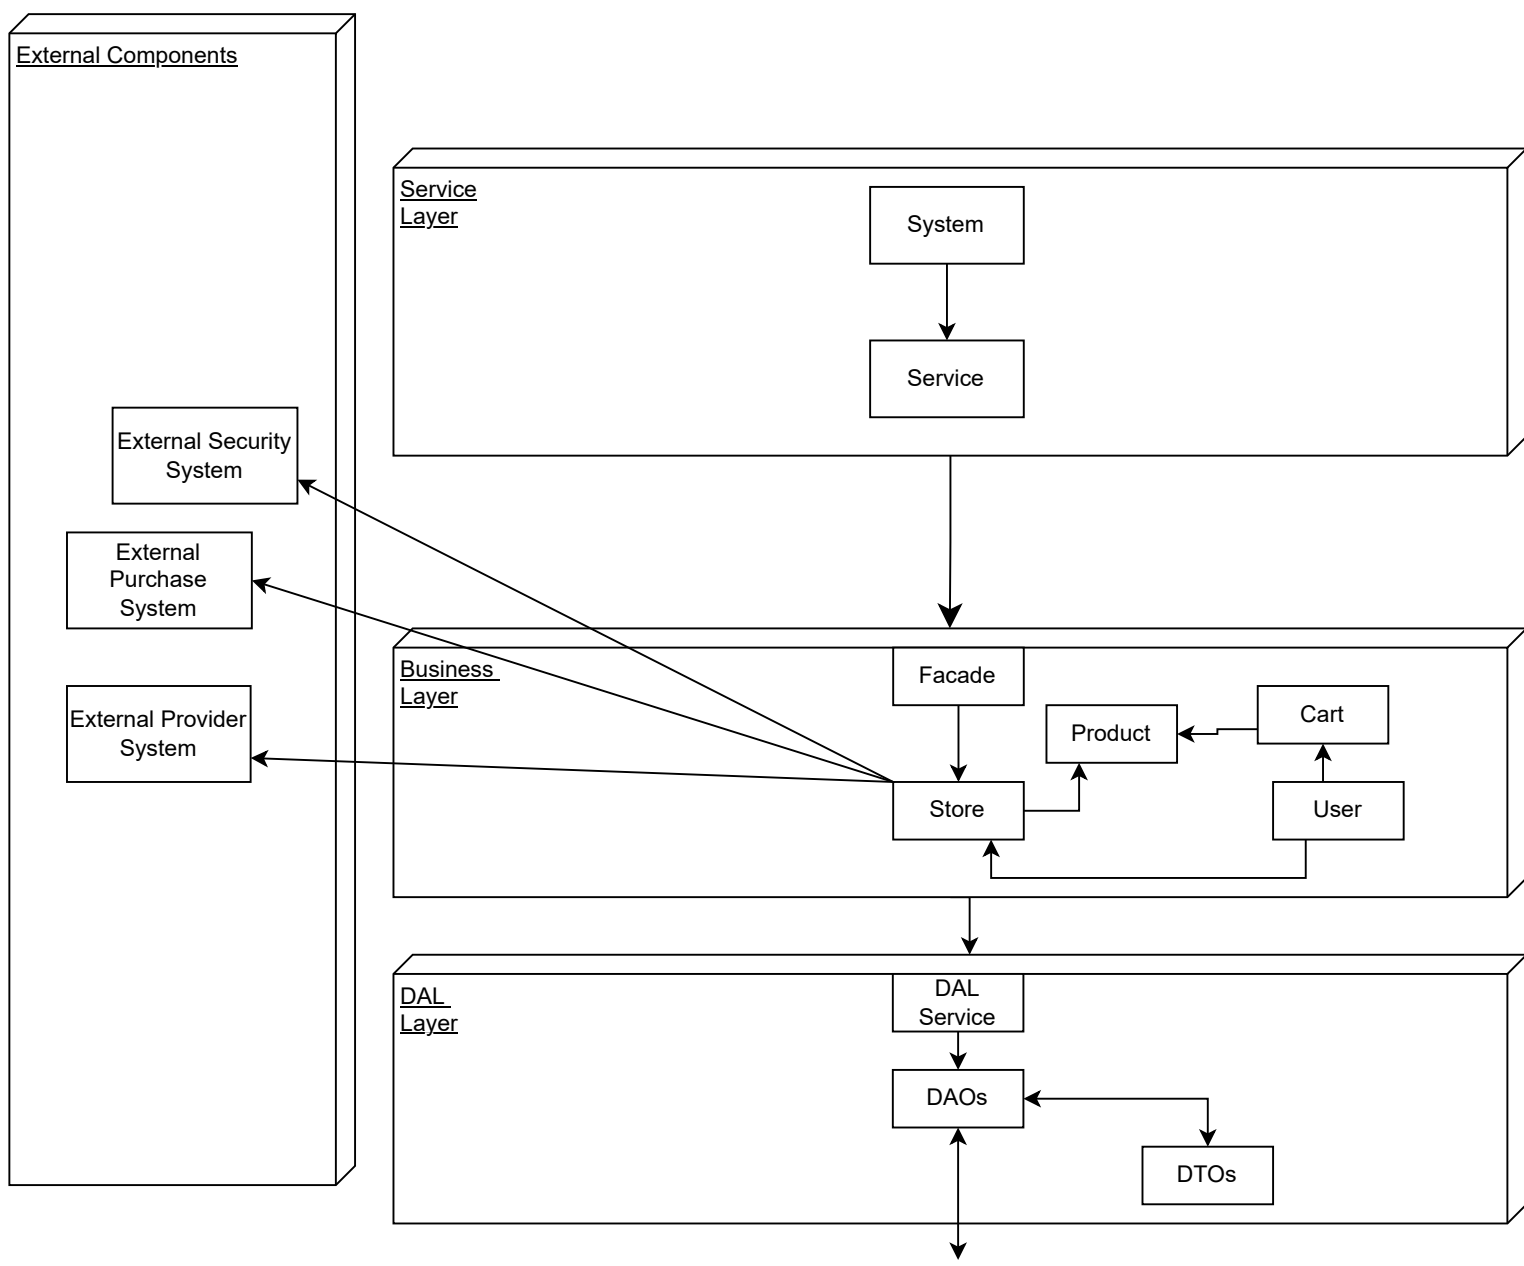 External Components
Service
Layer
System
Service
External Security
System
External
Purchase
System
External Provider
System
Business
Layer
Facade
Product
Cart
Store
User
DAL
Layer
DAL
Service
DAOs
DTOs